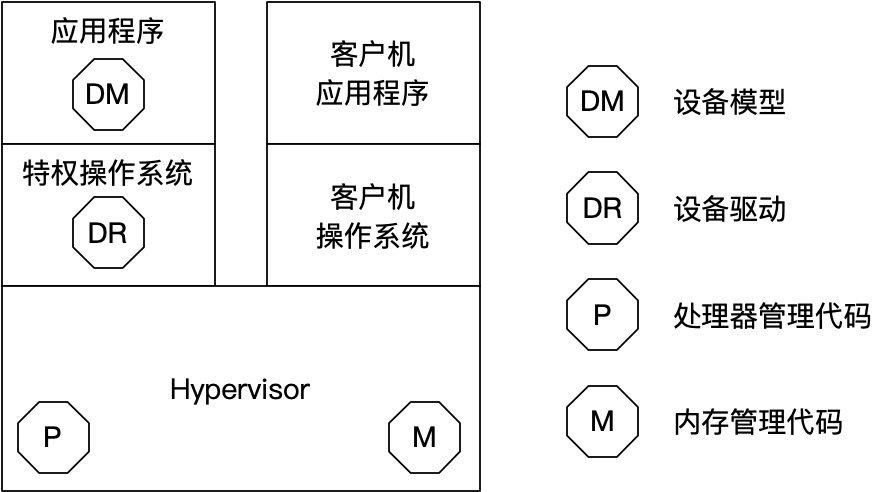 应用程序
DM
特权操作系统
DR
客户机
应用程序
客户机
操作系统
Hypervisor
P
M
DM 设备模型
DR 设备驱动
P 处理器管理代码
M 内存管理代码